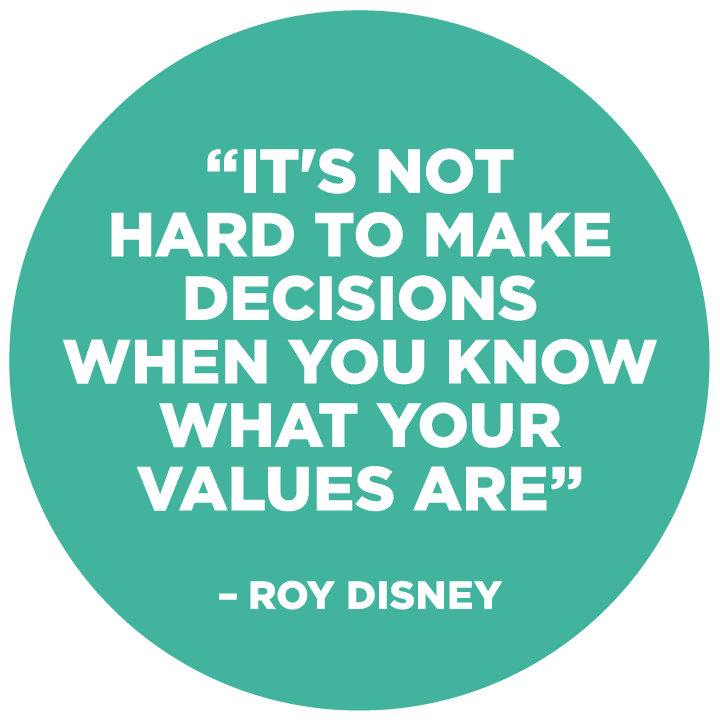 “IT'S NOT
HARD TO MAKE
DECISIONS
WHEN YOU KNOW
WHAT YOUR
VALUES ARE”
– ROY DISNEY